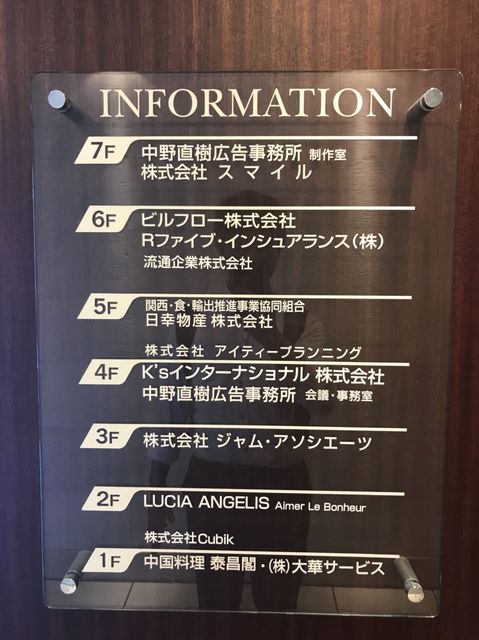 INFORMATION
7F 中野直樹広告事務所 制作室
株式会社 スマイル
6F ビルフロー株式会社
Rファイブ・インシュアランス(株)
流通企業株式会社
5F 関西・食・輸出推進事業協同組合
日幸物産 株式会社
株式会社 アイティープランニング
4F K'sインターナショナル 株式会社
中野直樹広告事務所 会議・事務室
3F 株式会社 ジャム・アソシエーツ
2F LUCIA ANGELIS Aimer Le Bonheur
株式会社Cubik
1F 中国料理 泰昌閣・(株)大華サービス